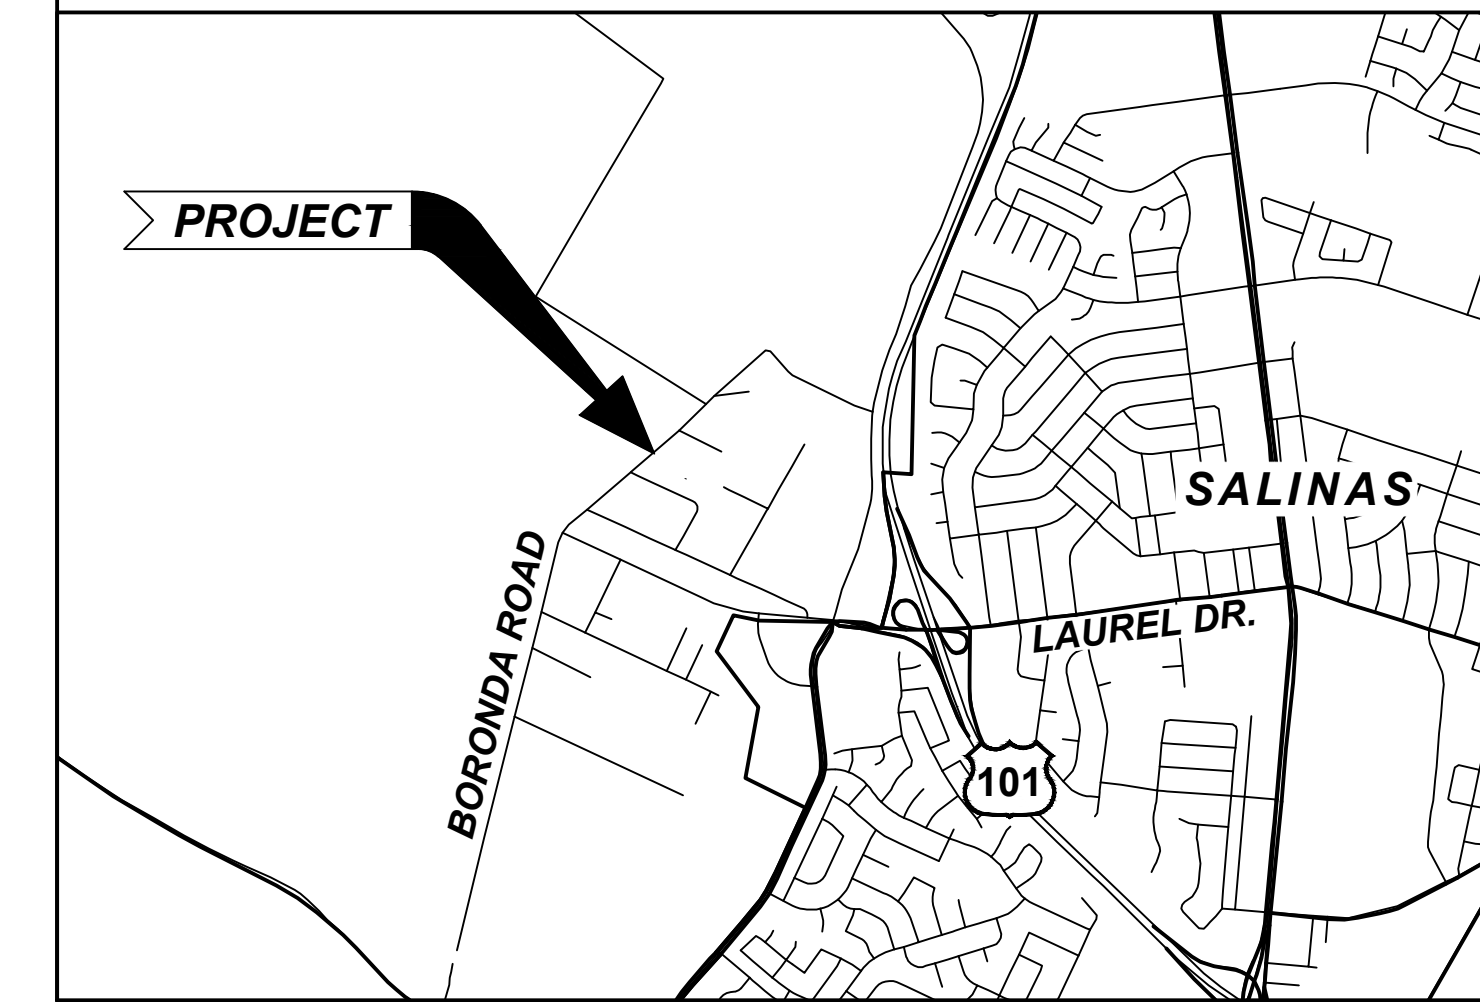 PROJECT
SALINAS
BORONDA ROAD
LAUREL DR.
101